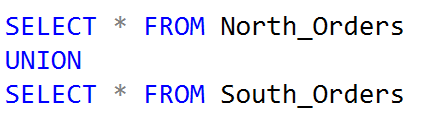 SELECT * FROM North_Orders
UNION
SELECT * FROM South_Orders